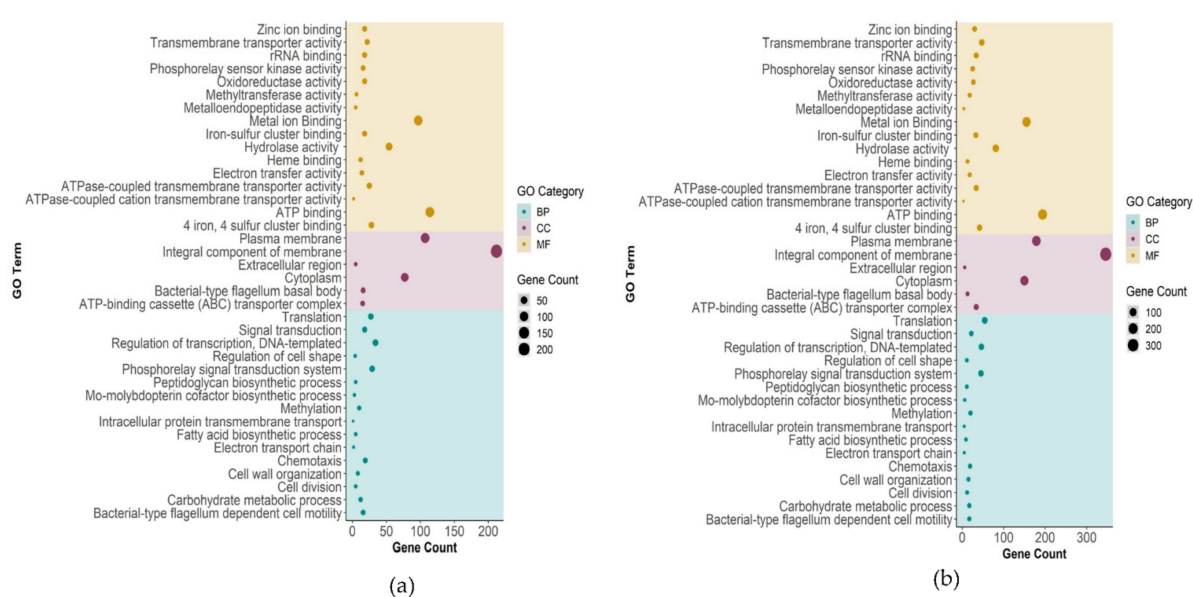 GO Term
Zinc ion binding
Transmembrane transporter activity
rRNA binding
Phosphorelay sensor kinase activity
Oxidoreductase activity
Methyltransferase activity
Metalloendopeptidase activity
Metal ion Binding
Iron-sulfur cluster binding
Hydrolase activity
Heme binding
Electron transfer activity
ATPase-coupled transmembrane transporter activity
ATPase-coupled cation transmembrane transporter activity
ATP binding
4 iron, 4 sulfur cluster binding
Plasma membrane
Integral component of membrane
Extracellular region
Cytoplasm
Bacterial-type flagellum basal body
ATP-binding cassette (ABC) transporter complex
Translation
Signal transduction
Regulation of transcription, DNA-templated
Regulation of cell shape
Phosphorelay signal transduction system
Peptidoglycan biosynthetic process
Mo-molybdopterin cofactor biosynthetic process
Methylation
Intracellular protein transmembrane transport
Fatty acid biosynthetic process
Electron transport chain
Chemotaxis
Cell wall organization
Cell division
Carbohydrate metabolic process
Bacterial-type flagellum dependent cell motility
0 50 100 150 200
Gene Count
GO Category
BP
CC
MF
Gene Count
50
100
150
200
(a)
GO Term
Zinc ion binding
Transmembrane transporter activity
rRNA binding
Phosphorelay sensor kinase activity
Oxidoreductase activity
Methyltransferase activity
Metalloendopeptidase activity
Metal ion Binding
Iron-sulfur cluster binding
Hydrolase activity
Heme binding
Electron transfer activity
ATPase-coupled transmembrane transporter activity
ATPase-coupled cation transmembrane transporter activity
ATP binding
4 iron, 4 sulfur cluster binding
Plasma membrane
Integral component of membrane
Extracellular region
Cytoplasm
Bacterial-type flagellum basal body
ATP-binding cassette (ABC) transporter complex
Translation
Signal transduction
Regulation of transcription, DNA-templated
Regulation of cell shape
Phosphorelay signal transduction system
Peptidoglycan biosynthetic process
Mo-molybdopterin cofactor biosynthetic process
Methylation
Intracellular protein transmembrane transport
Fatty acid biosynthetic process
Electron transport chain
Chemotaxis
Cell wall organization
Cell division
Carbohydrate metabolic process
Bacterial-type flagellum dependent cell motility
0 100 200 300
Gene Count
GO Category
BP
CC
MF
Gene Count
100
200
300
(b)